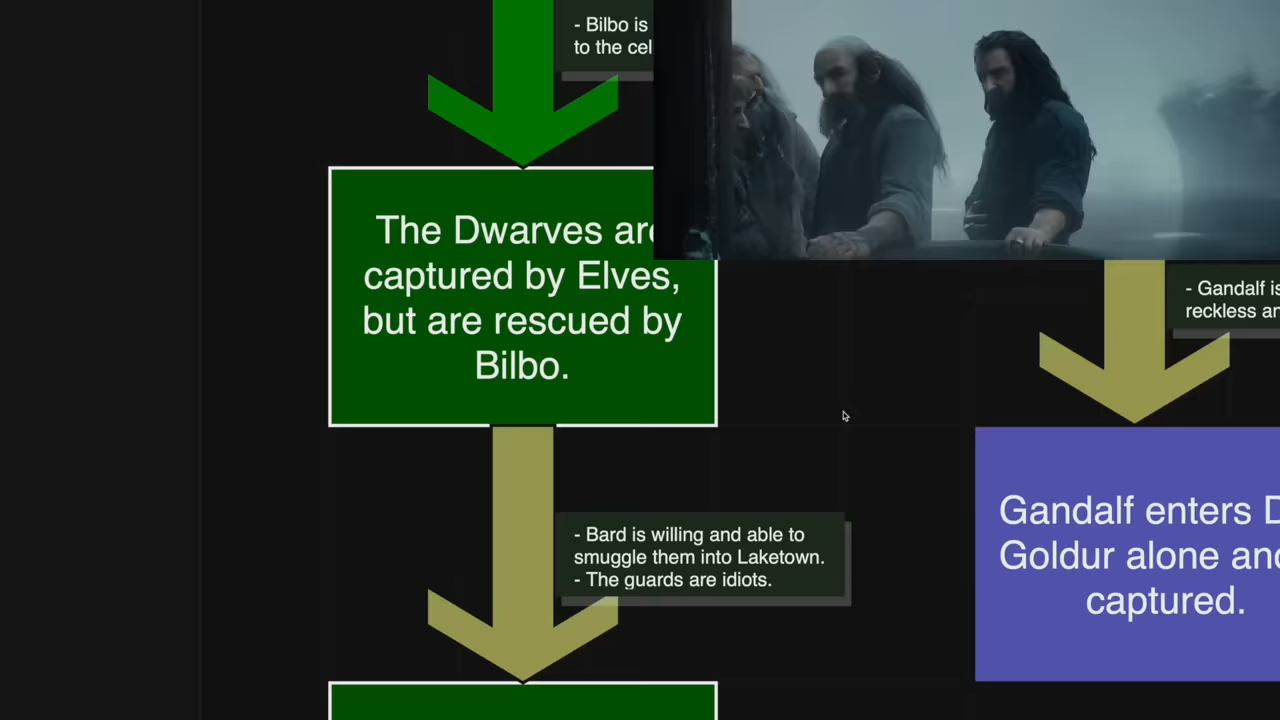 - Bilbo is
to the cel
The Dwarves are
captured by Elves,
but are rescued by
Bilbo.
- Gandalf is
reckless an
- Bard is willing and able to
smuggle them into Laketown.
- The guards are idiots.
Gandalf enters D
Goldur alone and
captured.